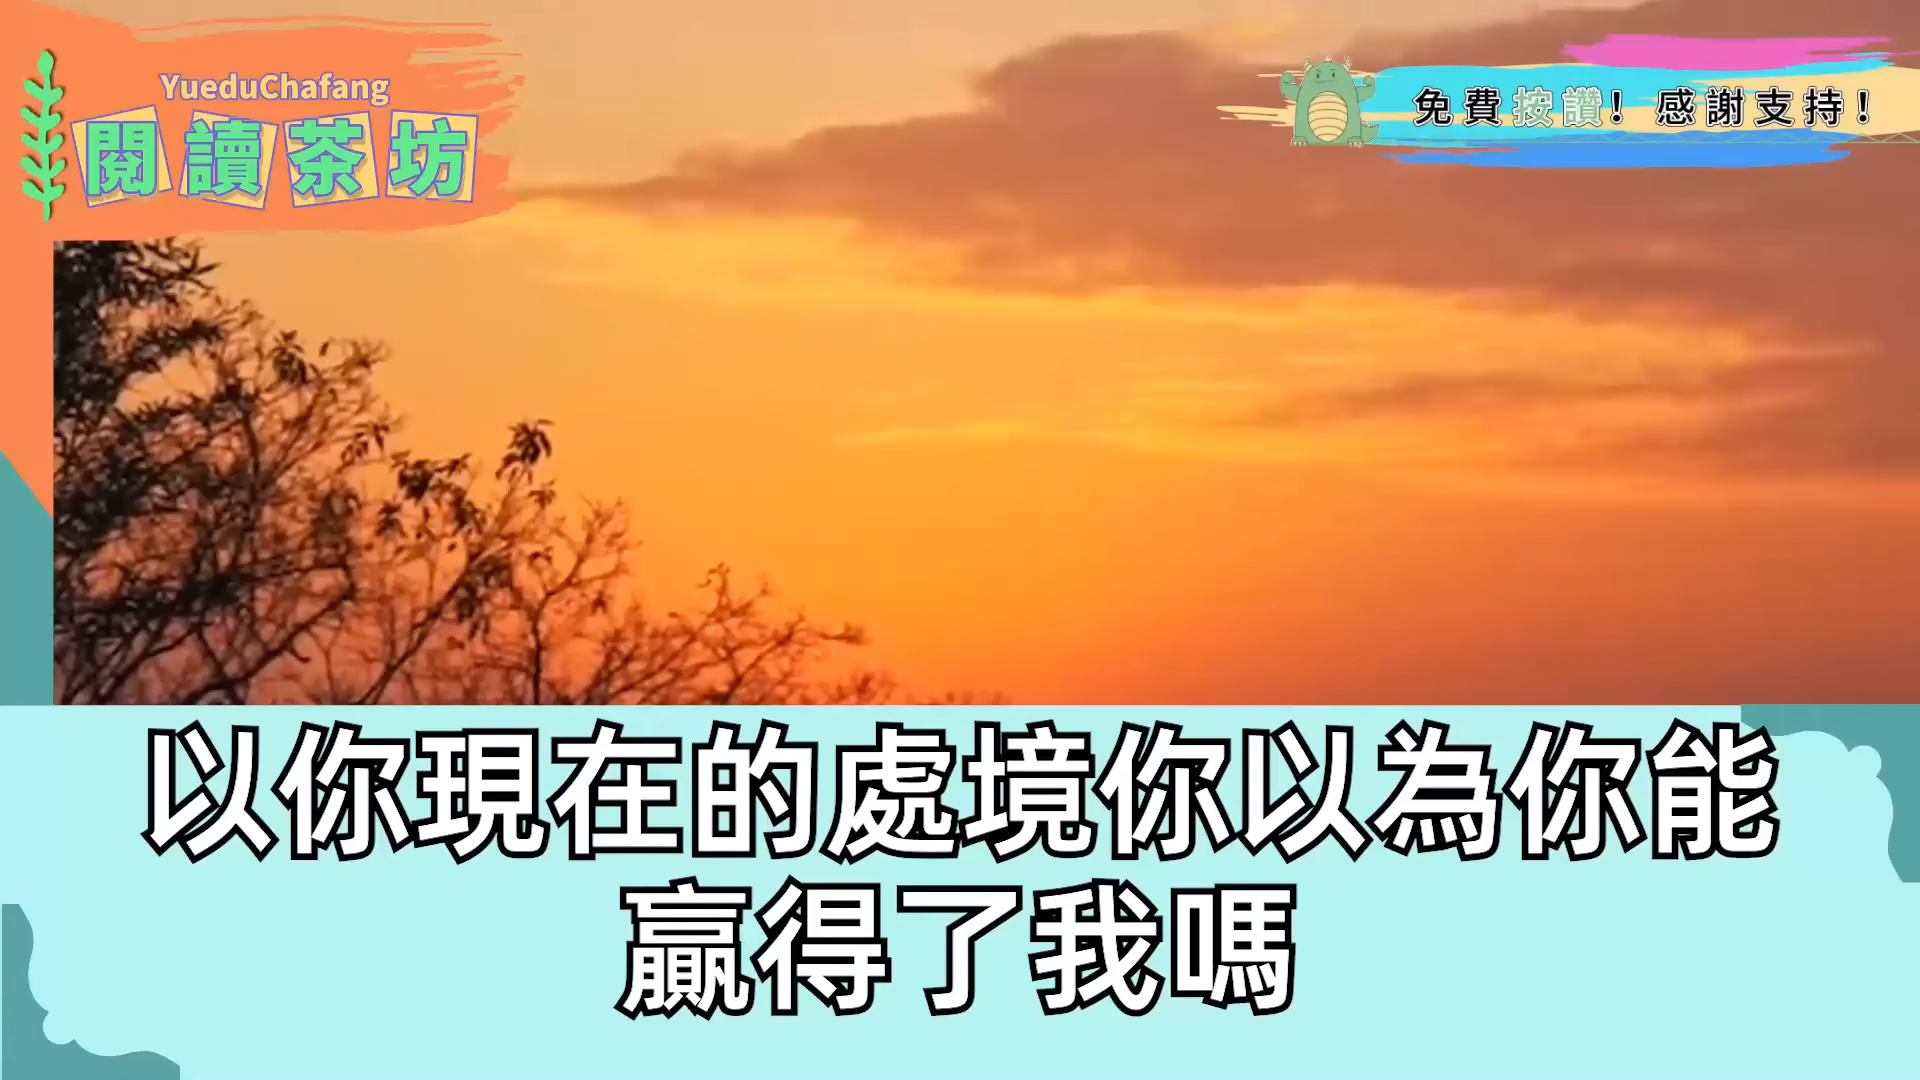 YueduChafang
閱讀茶坊
免費按讚！感謝支持！
以你現在的處境你以為你能
贏得了我嗎